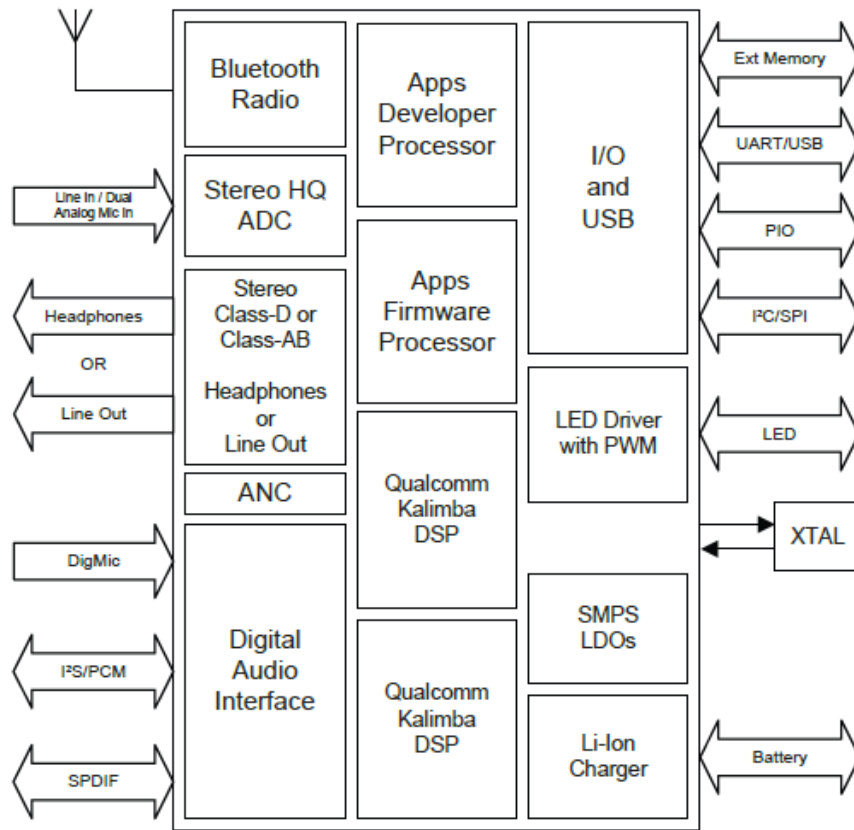 Bluetooth
Radio
Apps
Developer
Processor
I/O
and
USB
Ext Memory
UART/USB
PIO
I²C/SPI
Line In / Dual
Analog Mic In
Stereo HQ
ADC
Headphones
OR
Line Out
Stereo
Class-D or
Class-AB
Headphones
or
Line Out
Apps
Firmware
Processor
LED Driver
with PWM
LED
ANC
Qualcomm
Kalimba
DSP
XTAL
DigMic
I²S/PCM
SPDIF
Digital
Audio
Interface
Qualcomm
Kalimba
DSP
SMPS
LDOs
Li-Ion
Charger
Battery